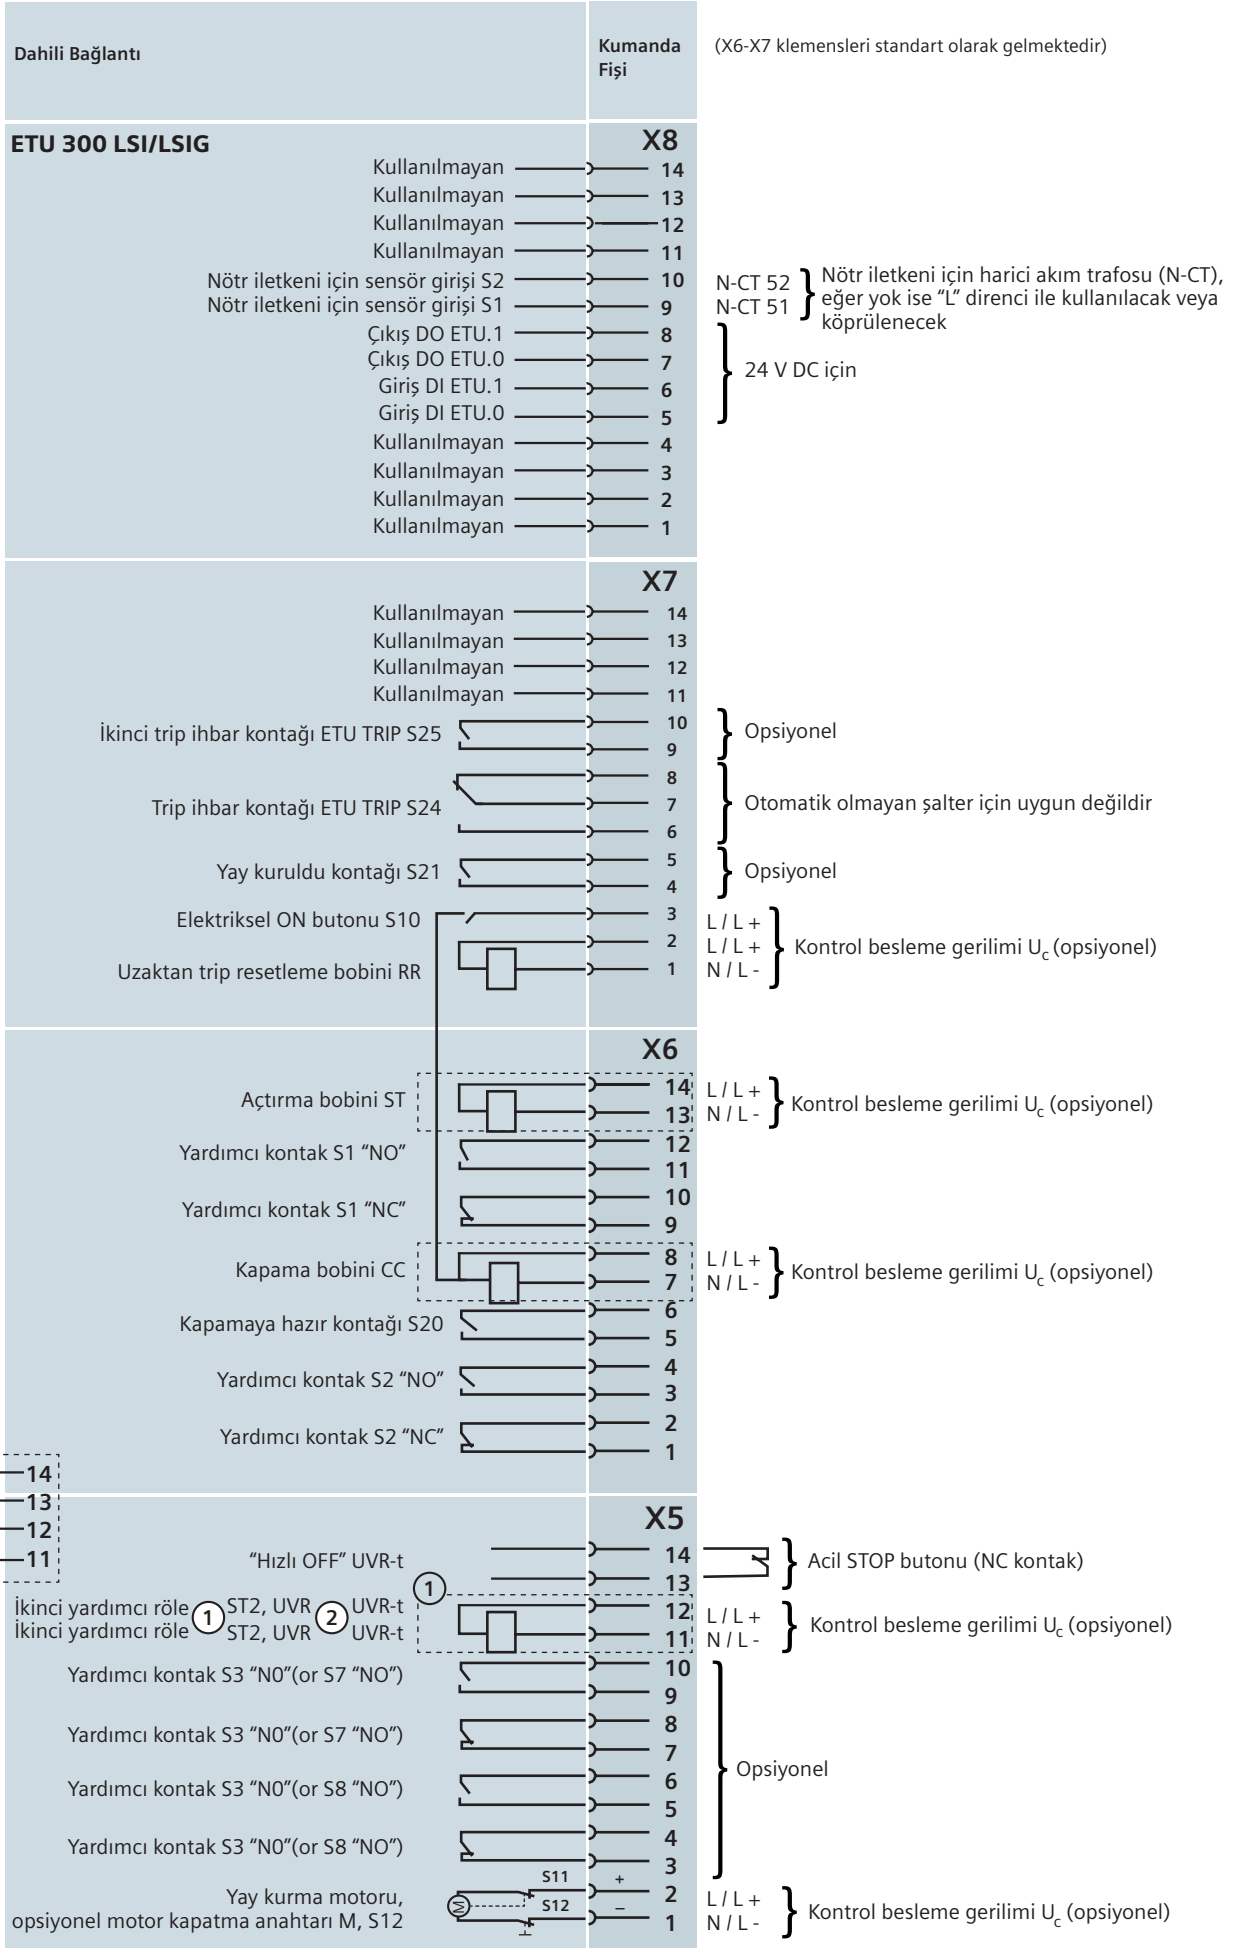 Dahili Bağlantı
Kumanda
Fişi
(X6-X7 klemensleri standart olarak gelmektedir)
ETU 300 LSI/LSIG
X8
Kullanılmayan 14
Kullanılmayan 13
Kullanılmayan 12
Kullanılmayan 11
Nötr iletkeni için sensör girişi S2 10 N-CT 52
Nötr iletkeni için sensör girişi S1 9 N-CT 51
Nötr iletkeni için harici akım trafosu (N-CT),
eğer yok ise “L” direnci ile kullanılacak veya
köprülenecek
Çıkış DO ETU.1 8
Çıkış DO ETU.0 7
24 V DC için
Giriş DI ETU.1 6
Giriş DI ETU.0 5
Kullanılmayan 4
Kullanılmayan 3
Kullanılmayan 2
Kullanılmayan 1
X7
Kullanılmayan 14
Kullanılmayan 13
Kullanılmayan 12
Kullanılmayan 11
İkinci trip ihbar kontağı ETU TRIP S25 10 9 Opsiyonel
Trip ihbar kontağı ETU TRIP S24 8 7 6 Otomatik olmayan şalter için uygun değildir
Yay kuruldu kontağı S21 5 4 Opsiyonel
Elektriksel ON butonu S10 3 L / L +
2 L / L +
Uzaktan trip resetleme bobini RR 1 N / L -
Kontrol besleme gerilimi Uc (opsiyonel)
X6
Açtırma bobini ST 14 L / L +
13 N / L -
Kontrol besleme gerilimi Uc (opsiyonel)
Yardımcı kontak S1 “NO” 12
11
Yardımcı kontak S1 “NC” 10
9
Kapama bobini CC 8 L / L +
7 N / L -
Kontrol besleme gerilimi Uc (opsiyonel)
Kapamaya hazır kontağı S20 6
5
Yardımcı kontak S2 “NO” 4
3
Yardımcı kontak S2 “NC” 2
1
14
13
12
11
X5
“Hızlı OFF” UVR-t 14
13
Acil STOP butonu (NC kontak)
1
İkinci yardımcı röle 1 ST2, UVR 2 UVR-t 12 L / L +
İkinci yardımcı röle ST2, UVR UVR-t 11 N / L -
Kontrol besleme gerilimi Uc (opsiyonel)
Yardımcı kontak S3 “N0”(or S7 “NO”) 10
9
Yardımcı kontak S3 “N0”(or S7 “NO”) 8
7
Opsiyonel
Yardımcı kontak S3 “N0”(or S8 “NO”) 6
5
Yardımcı kontak S3 “N0”(or S8 “NO”) 4
3
Yay kurma motoru, M S11 + 2 L / L +
opsiyonel motor kapatma anahtarı M, S12 S12 − 1 N / L -
Kontrol besleme gerilimi Uc (opsiyonel)